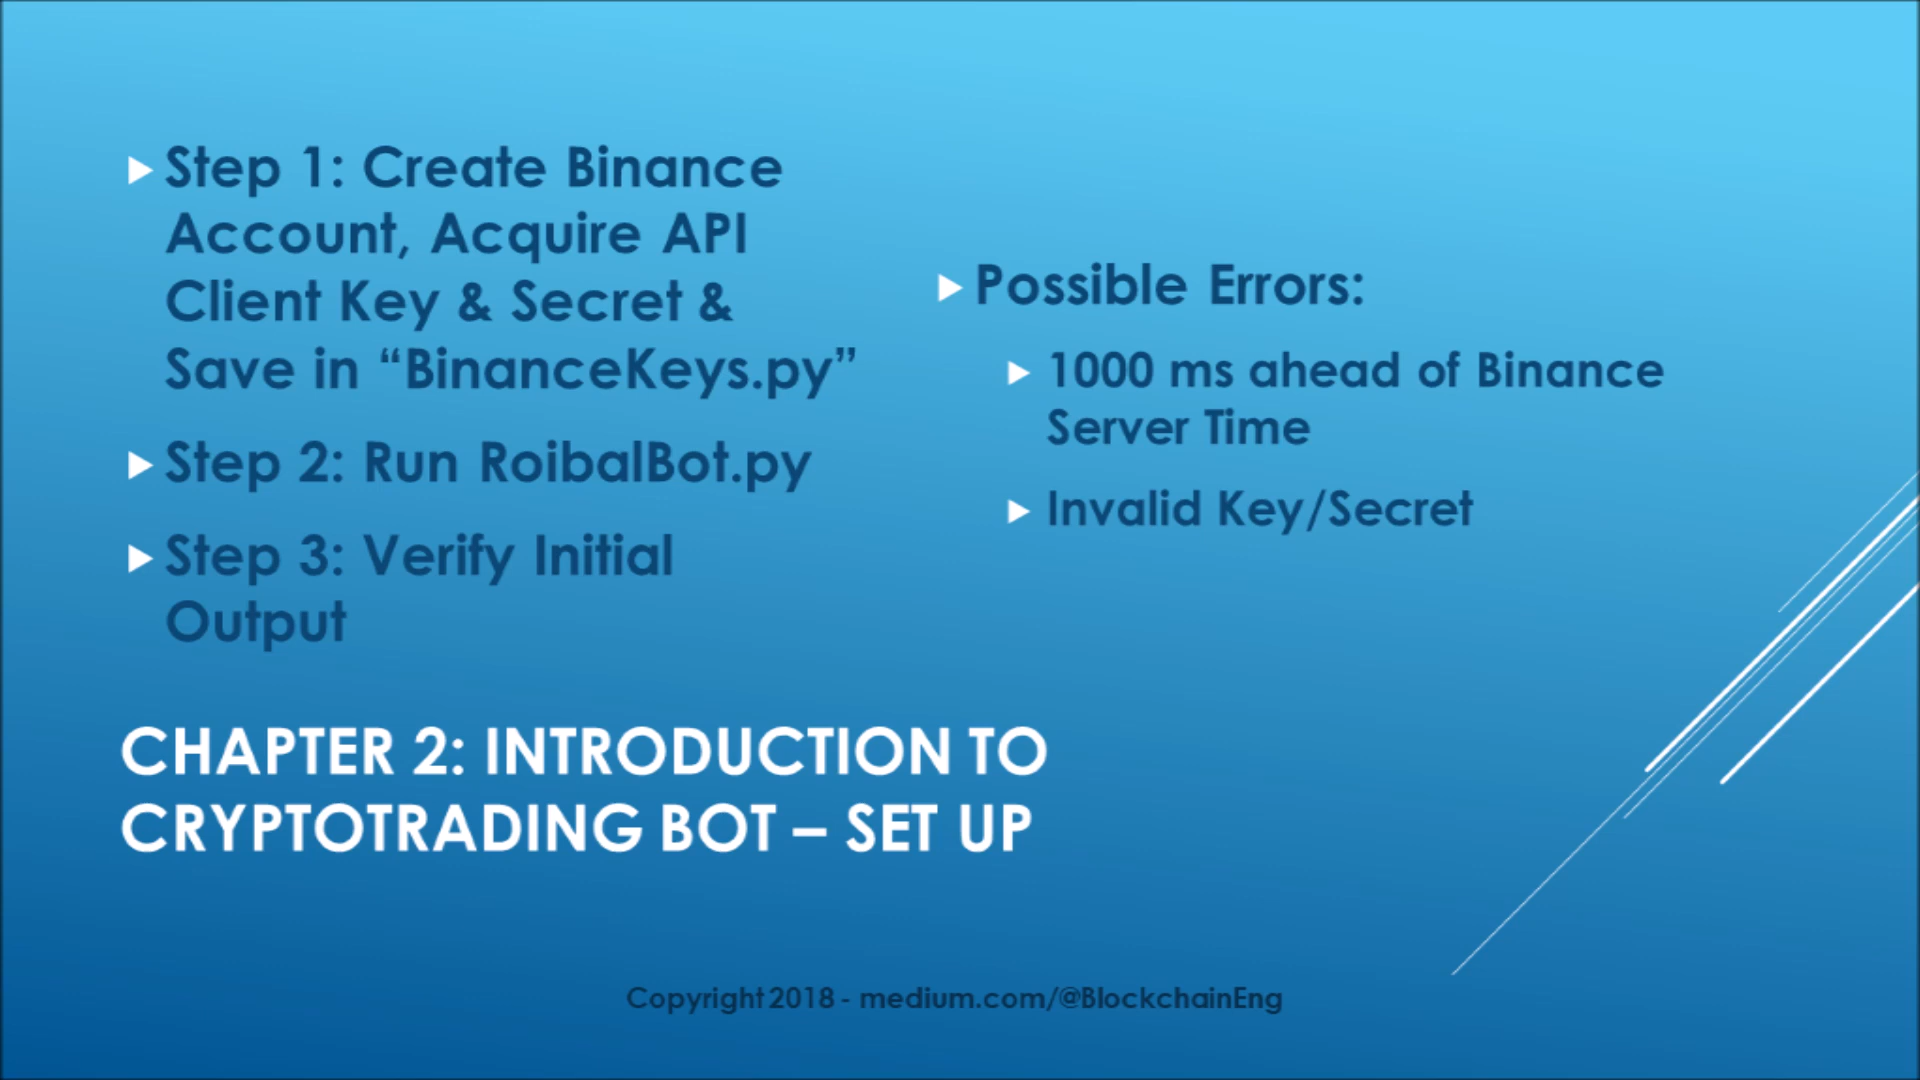 Step 1: Create Binance
Account, Acquire API
Client Key & Secret &
Save in “BinanceKeys.py”
Step 2: Run RoibalBot.py
Step 3: Verify Initial
Output
Possible Errors:
1000 ms ahead of Binance
Server Time
Invalid Key/Secret
CHAPTER 2: INTRODUCTION TO
CRYPTOTRADING BOT – SET UP
Copyright 2018 - medium.com/@BlockchainEng